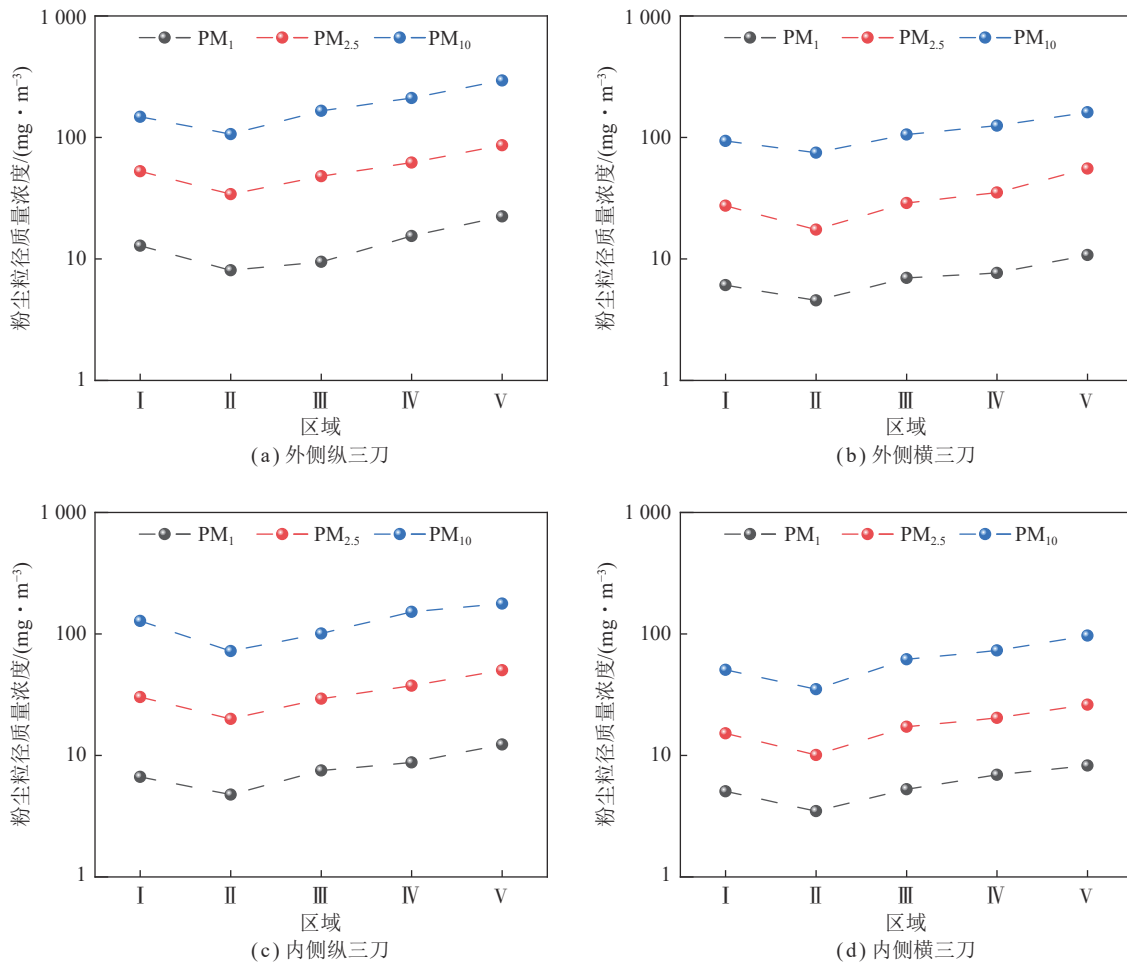 粉尘粒径质量浓度/(mg·m⁻³)
1 000
100
10
1
PM₁ PM₂.₅ PM₁₀
Ⅰ Ⅱ Ⅲ Ⅳ Ⅴ
区域
(a) 外侧纵三刀
粉尘粒径质量浓度/(mg·m⁻³)
1 000
100
10
1
PM₁ PM₂.₅ PM₁₀
Ⅰ Ⅱ Ⅲ Ⅳ Ⅴ
区域
(b) 外侧横三刀
粉尘粒径质量浓度/(mg·m⁻³)
1 000
100
10
1
PM₁ PM₂.₅ PM₁₀
Ⅰ Ⅱ Ⅲ Ⅳ Ⅴ
区域
(c) 内侧纵三刀
粉尘粒径质量浓度/(mg·m⁻³)
1 000
100
10
1
PM₁ PM₂.₅ PM₁₀
Ⅰ Ⅱ Ⅲ Ⅳ Ⅴ
区域
(d) 内侧横三刀